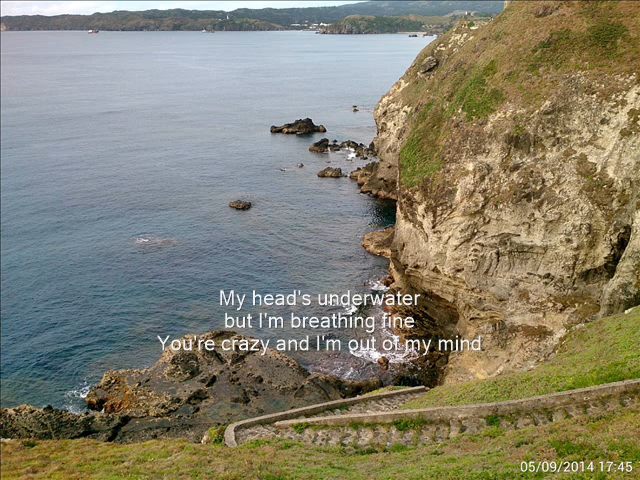 My head's underwater
but I'm breathing fine
You're crazy and I'm out of my mind
05/09/2014 17:45